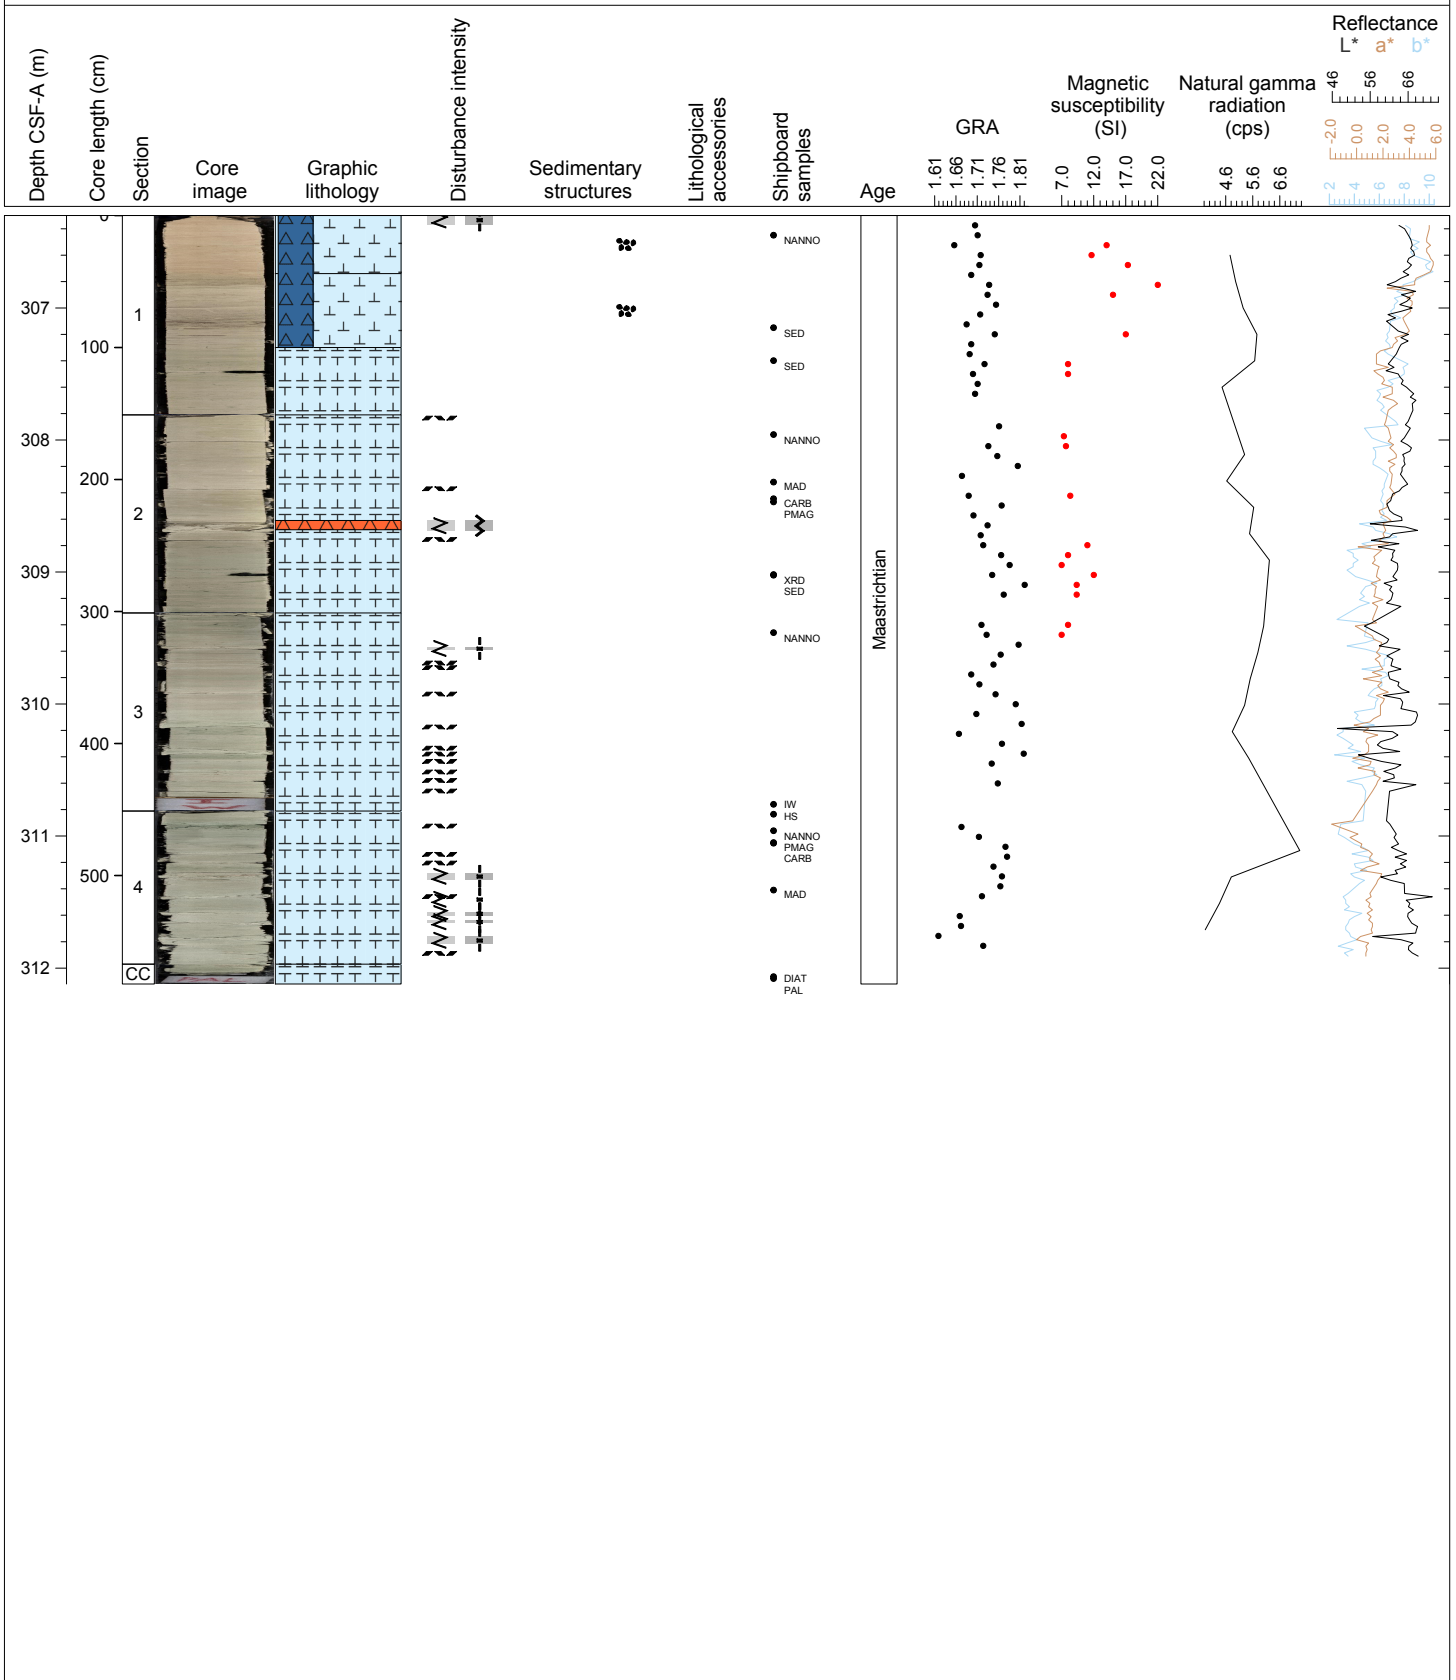 Depth CSF-A (m)
Core length (cm)
Section
Core
image
Graphic
lithology
Disturbance intensity
Sedimentary
structures
Lithological
accessories
Shipboard
samples
Age
GRA
1.61
1.66
1.71
1.76
1.81
Magnetic
susceptibility
(SI)
7.0
12.0
17.0
22.0
Natural gamma
radiation
(cps)
4.6
5.6
6.6
Reflectance
L* a* b*
46
56
66
-2.0
0.0
2.0
4.0
6.0
2
4
6
8
10
307
308
309
310
311
312
0
100
200
300
400
500
1
2
3
4
CC
NANNO
SED
SED
NANNO
MAD
CARB
PMAG
XRD
SED
NANNO
IW
HS
NANNO
PMAG
CARB
MAD
DIAT
PAL
Maastrichtian